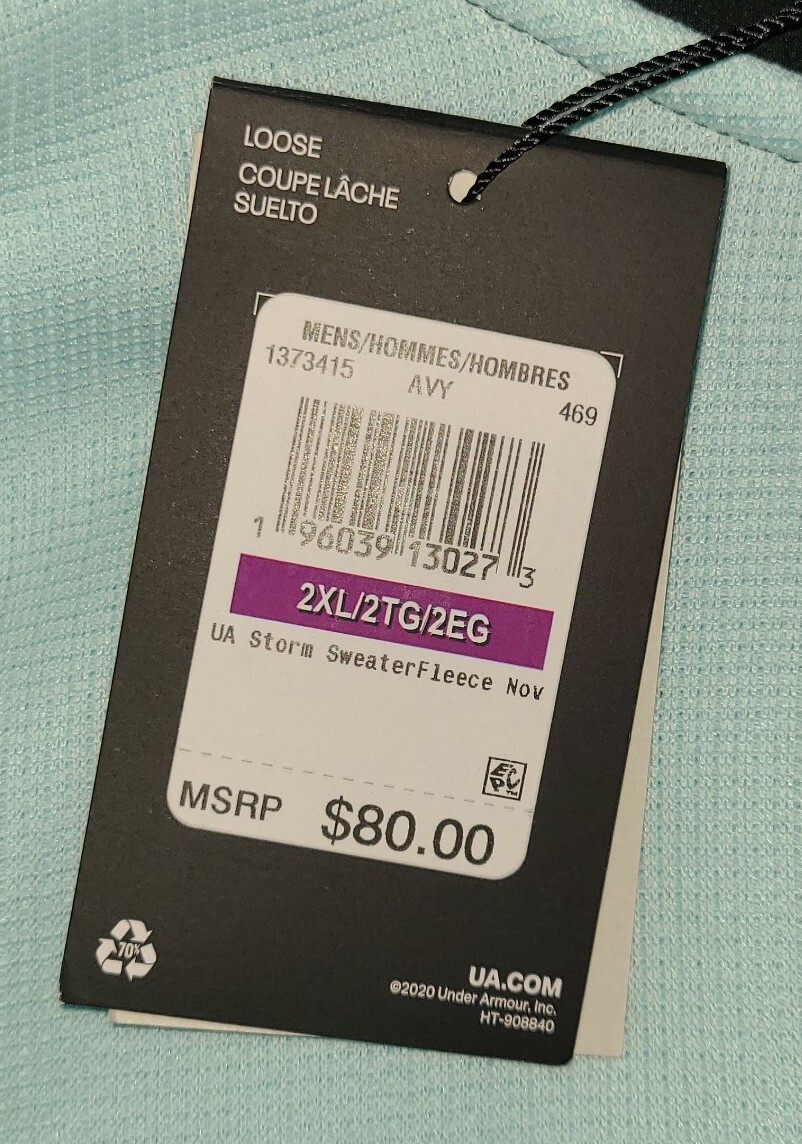 LOOSE
COUPE LÂCHE
SUELTO
MENS/HOMMES/HOMBRES
1373415
AVY
469
1 96039 13027 3
2XL/2TG/2EG
UA Storm SweaterFleece Nov
EPC™
MSRP $80.00
70%
UA.COM
©2020 Under Armour, Inc.
HT-908840